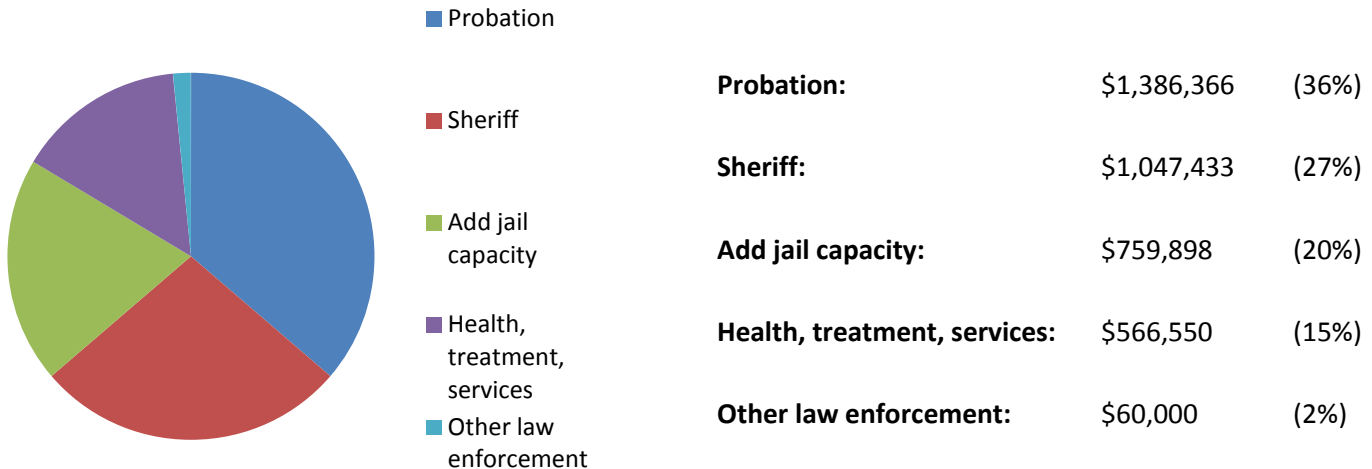 Probation
Sheriff
Add jail
capacity
Health,
treatment,
services
Other law
enforcement
Probation: $1,386,366 (36%)
Sheriff: $1,047,433 (27%)
Add jail capacity: $759,898 (20%)
Health, treatment, services: $566,550 (15%)
Other law enforcement: $60,000 (2%)